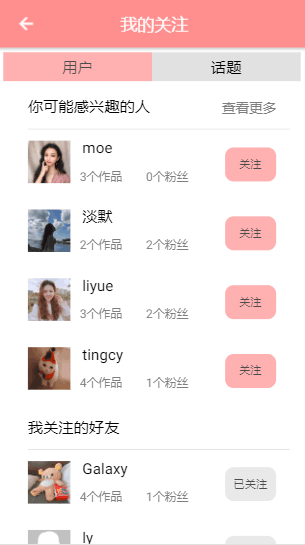 我的关注
用户 话题
你可能感兴趣的人 查看更多
moe
3个作品 0个粉丝 关注
淡默
2个作品 2个粉丝 关注
liyue
3个作品 2个粉丝 关注
tingcy
4个作品 1个粉丝 关注
我关注的好友
Galaxy
4个作品 1个粉丝 已关注
ly